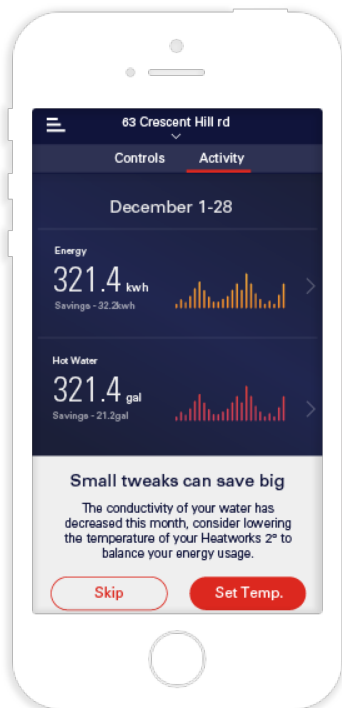 63 Crescent Hill rd
Controls Activity
December 1-28
Energy
321.4 kwh
Savings - 32.2kwh
Hot Water
321.4 gal
Savings - 21.2gal
Small tweaks can save big
The conductivity of your water has
decreased this month, consider lowering
the temperature of your Heatworks 2° to
balance your energy usage.
Skip Set Temp.